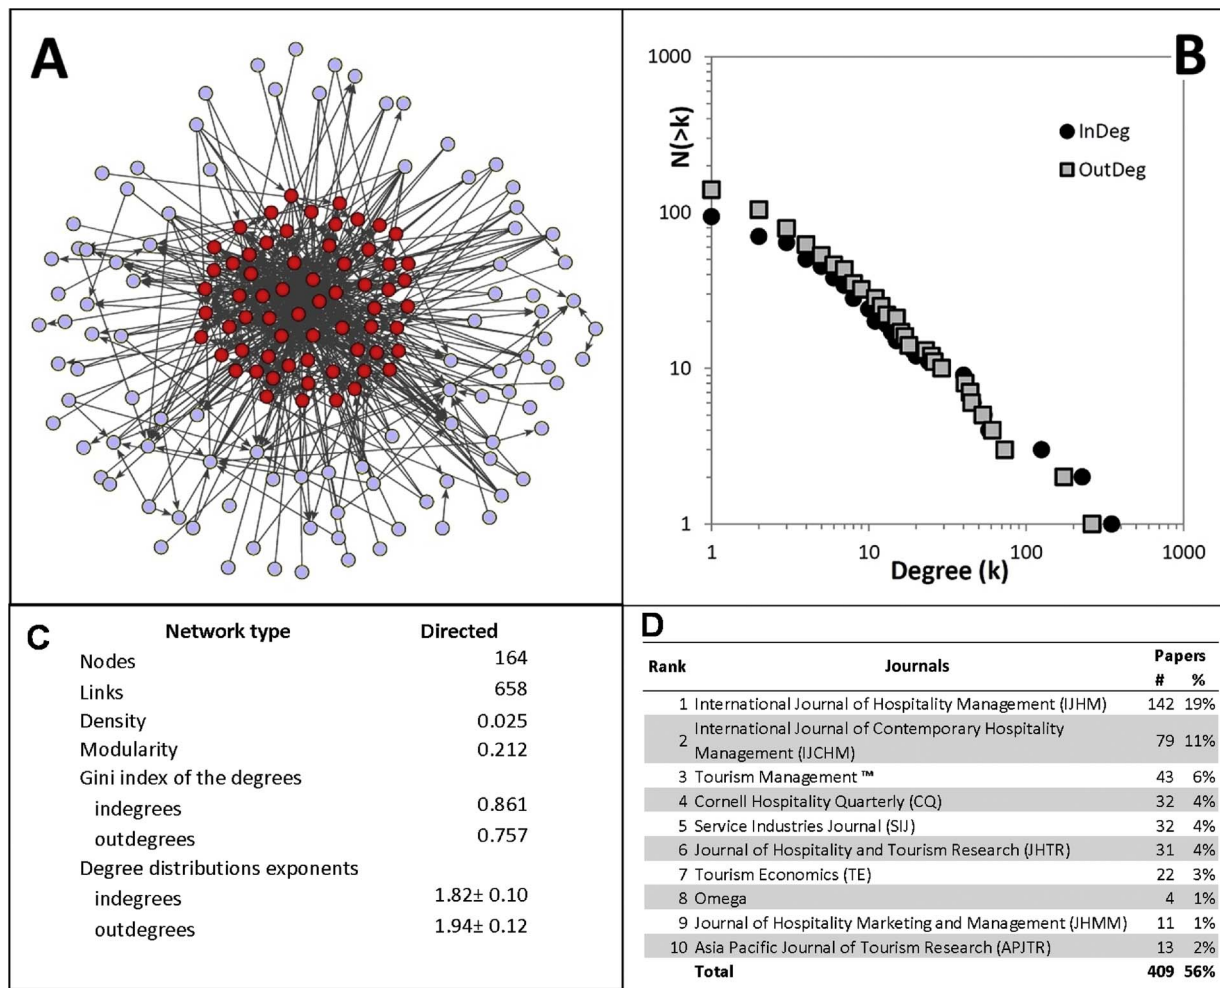 A
B
1000
100
10
1
N(>k)
InDeg
OutDeg
1
10
100
1000
Degree (k)
C
Network type Directed
Nodes 164
Links 658
Density 0.025
Modularity 0.212
Gini index of the degrees
indegrees 0.861
outdegrees 0.757
Degree distributions exponents
indegrees 1.82± 0.10
outdegrees 1.94± 0.12
D
Rank Journals Papers
# %
1 International Journal of Hospitality Management (IJHM) 142 19%
2 International Journal of Contemporary Hospitality
Management (IJCHM) 79 11%
3 Tourism Management ™ 43 6%
4 Cornell Hospitality Quarterly (CQ) 32 4%
5 Service Industries Journal (SIJ) 32 4%
6 Journal of Hospitality and Tourism Research (JHTR) 31 4%
7 Tourism Economics (TE) 22 3%
8 Omega 4 1%
9 Journal of Hospitality Marketing and Management (JHMM) 11 1%
10 Asia Pacific Journal of Tourism Research (APJTR) 13 2%
Total 409 56%